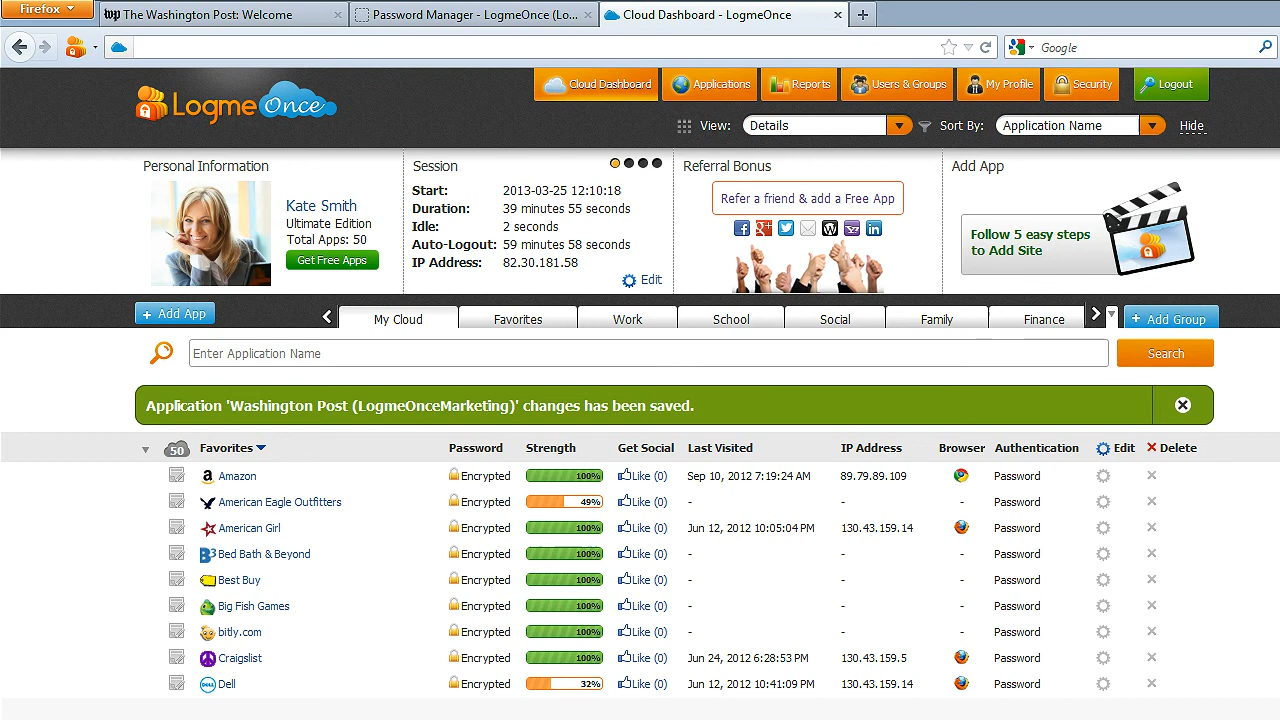 Firefox
The Washington Post: Welcome
Password Manager - LogmeOnce (Lo...
Cloud Dashboard - LogmeOnce
Google
LogmeOnce
Cloud Dashboard
Applications
Reports
Users & Groups
My Profile
Security
Logout
View: Details
Sort By: Application Name
Hide
Personal Information
Kate Smith
Ultimate Edition
Total Apps: 50
Get Free Apps
Session
Start: 2013-03-25 12:10:18
Duration: 39 minutes 55 seconds
Idle: 2 seconds
Auto-Logout: 59 minutes 58 seconds
IP Address: 82.30.181.58
Edit
Referral Bonus
Refer a friend & add a Free App
Add App
Follow 5 easy steps
to Add Site
+ Add App
My Cloud
Favorites
Work
School
Social
Family
Finance
+ Add Group
Enter Application Name
Search
Application 'Washington Post (LogmeOnceMarketing)' changes has been saved.
50 Favorites Password Strength Get Social Last Visited IP Address Browser Authentication Edit Delete
Amazon Encrypted 100% Like (0) Sep 10, 2012 7:19:24 AM 89.79.89.109 Password
American Eagle Outfitters Encrypted 49% Like (0) - - - Password
American Girl Encrypted 100% Like (0) Jun 12, 2012 10:05:04 PM 130.43.159.14 Password
B3 Bed Bath & Beyond Encrypted 100% Like (0) - - - Password
Best Buy Encrypted 100% Like (0) - - - Password
Big Fish Games Encrypted 100% Like (0) - - - Password
bitly.com Encrypted 100% Like (0) - - - Password
Craigslist Encrypted 100% Like (0) Jun 24, 2012 6:28:53 PM 130.43.159.5 Password
DELL Dell Encrypted 32% Like (0) Jun 12, 2012 10:41:09 PM 130.43.159.14 Password